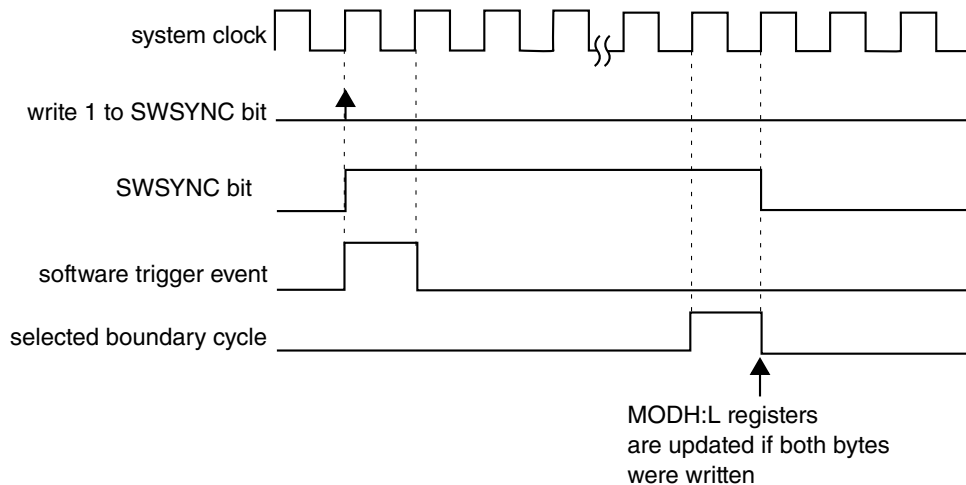 system clock
write 1 to SWSYNC bit
SWSYNC bit
software trigger event
selected boundary cycle
MODH:L registers
are updated if both bytes
were written